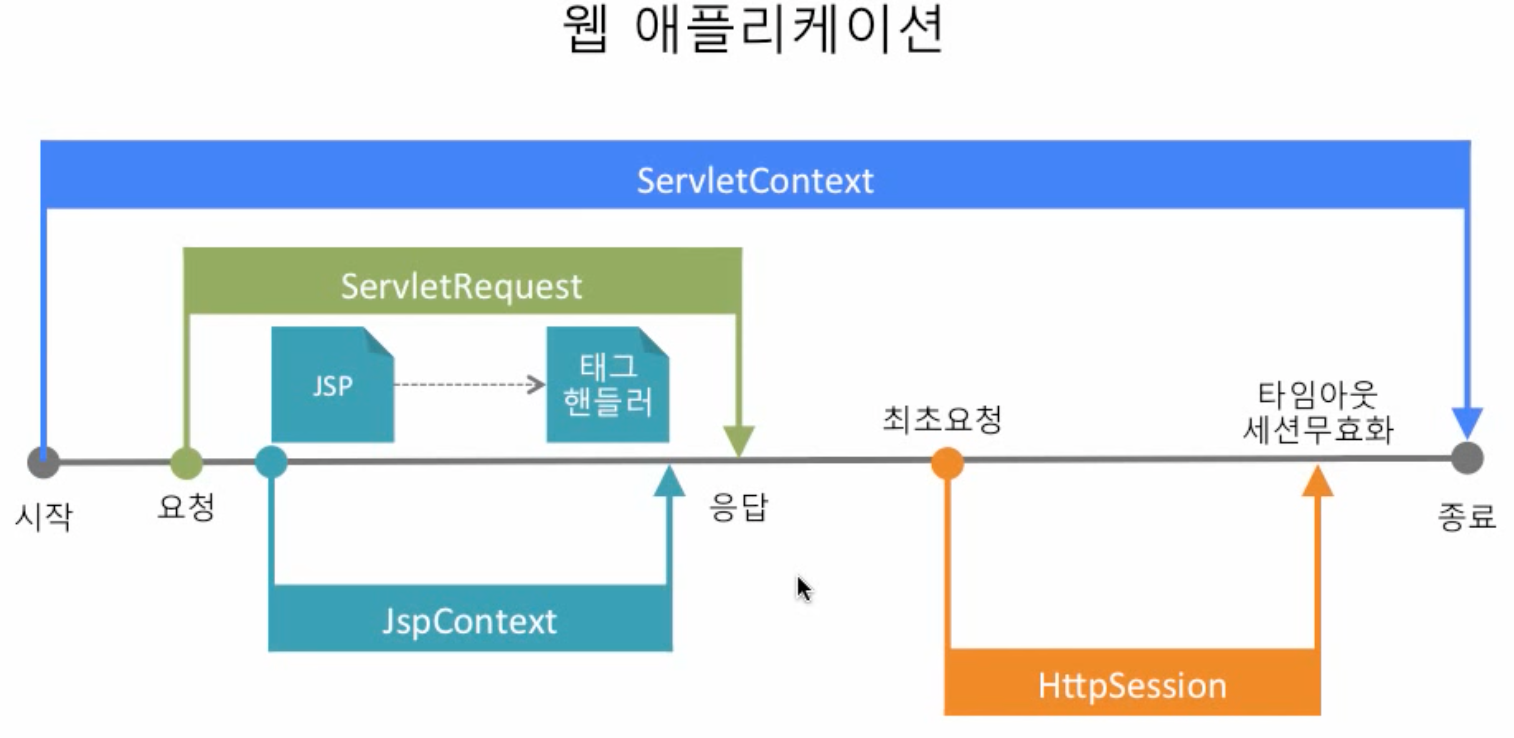 웹 애플리케이션
ServletContext
ServletRequest
JSP
태그
핸들러
최초요청
타임아웃
세션무효화
시작
요청
응답
종료
JspContext
HttpSession